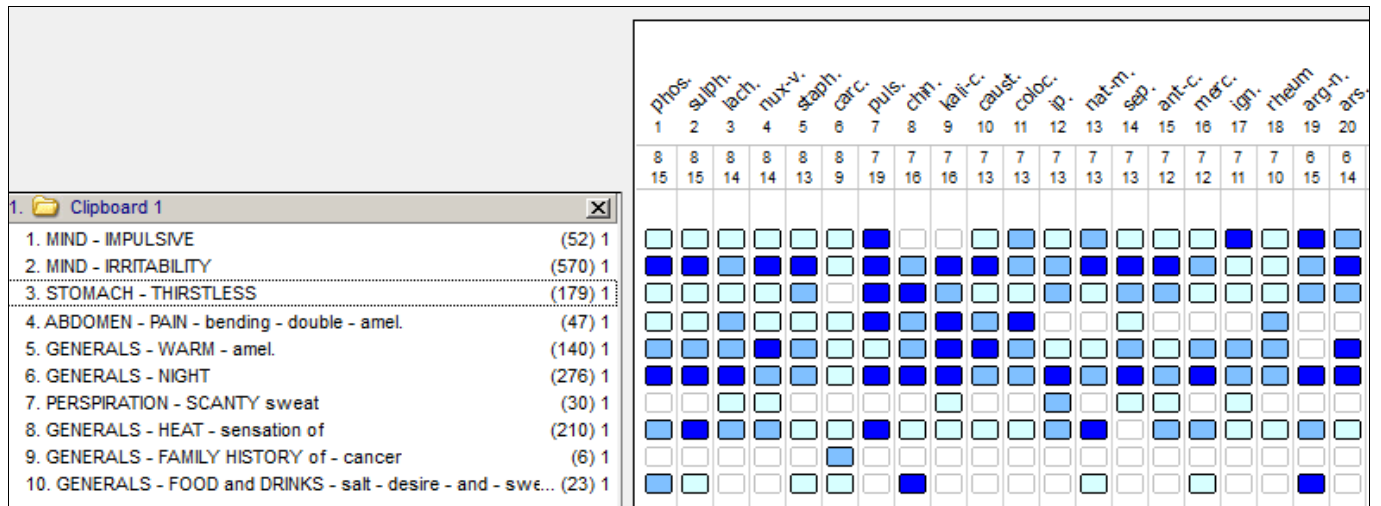 phos. sulph. lach. nux-v. staph. carc. puls. chin. kali-c. caust. coloc. ip. nat-m. sep. ant-c. merc. ign. rheum arg-n. ars.
1 2 3 4 5 6 7 8 9 10 11 12 13 14 15 16 17 18 19 20
8 8 8 8 8 8 7 7 7 7 7 7 7 7 7 7 7 7 6 6
15 15 14 14 13 9 19 16 16 13 13 13 13 13 12 12 11 10 15 14
1. Clipboard 1 X
1. MIND - IMPULSIVE (52) 1
2. MIND - IRRITABILITY (570) 1
3. STOMACH - THIRSTLESS (179) 1
4. ABDOMEN - PAIN - bending - double - amel. (47) 1
5. GENERALS - WARM - amel. (140) 1
6. GENERALS - NIGHT (276) 1
7. PERSPIRATION - SCANTY sweat (30) 1
8. GENERALS - HEAT - sensation of (210) 1
9. GENERALS - FAMILY HISTORY of - cancer (6) 1
10. GENERALS - FOOD and DRINKS - salt - desire - and - swe... (23) 1